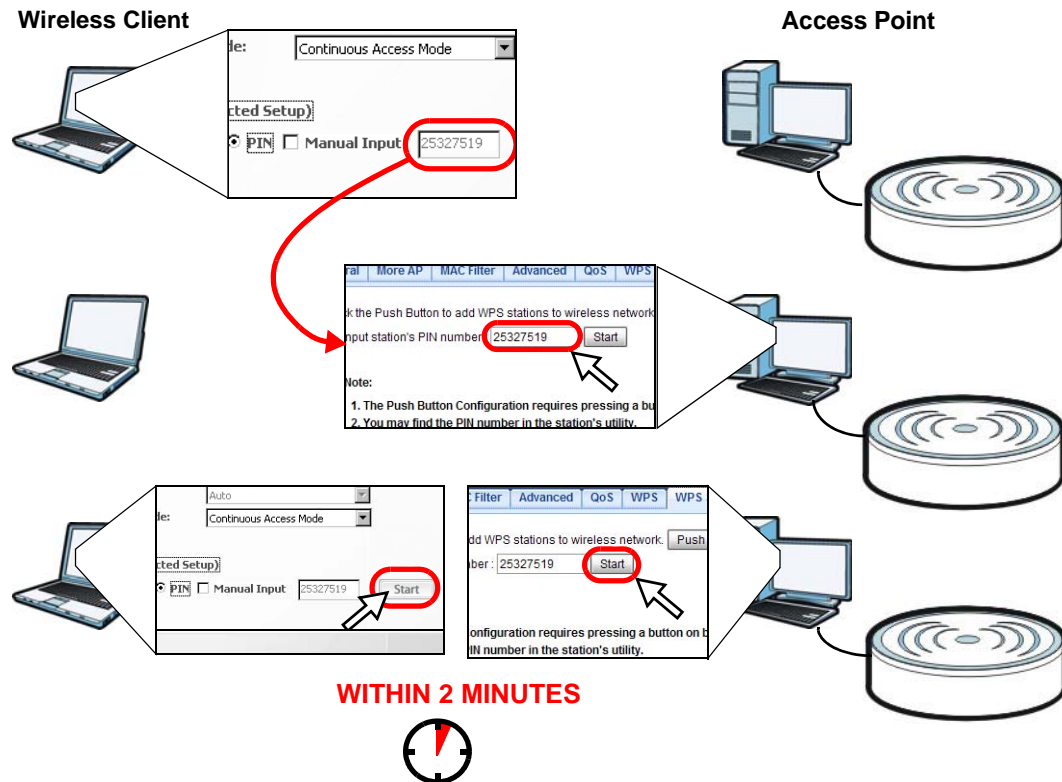 Wireless Client
Access Point
de:
Continuous Access Mode
cted Setup)
PIN Manual Input 25327519
ral More AP MAC Filter Advanced QoS WPS
ck the Push Button to add WPS stations to wireless network
nput station's PIN number 25327519 Start
Note:
1. The Push Button Configuration requires pressing a bu
2. You may find the PIN number in the station's utility.
Auto
de:
Continuous Access Mode
cted Setup)
PIN Manual Input 25327519 Start
C Filter Advanced QoS WPS WPS
dd WPS stations to wireless network. Push
ber : 25327519 Start
onfiguration requires pressing a button on b
IN number in the station's utility.
WITHIN 2 MINUTES